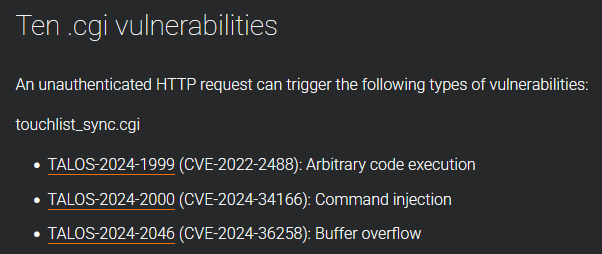 Ten .cgi vulnerabilities
An unauthenticated HTTP request can trigger the following types of vulnerabilities:
touchlist_sync.cgi
• TALOS-2024-1999 (CVE-2022-2488): Arbitrary code execution
• TALOS-2024-2000 (CVE-2024-34166): Command injection
• TALOS-2024-2046 (CVE-2024-36258): Buffer overflow